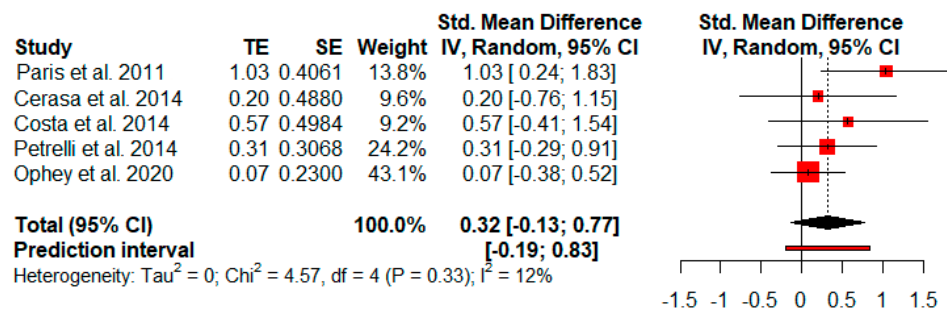 Std. Mean Difference Std. Mean Difference
Study TE SE Weight IV, Random, 95% CI IV, Random, 95% CI
Paris et al. 2011 1.03 0.4061 13.8% 1.03 [ 0.24; 1.83]
Cerasa et al. 2014 0.20 0.4880 9.6% 0.20 [-0.76; 1.15]
Costa et al. 2014 0.57 0.4984 9.2% 0.57 [-0.41; 1.54]
Petrelli et al. 2014 0.31 0.3068 24.2% 0.31 [-0.29; 0.91]
Ophey et al. 2020 0.07 0.2300 43.1% 0.07 [-0.38; 0.52]
Total (95% CI) 100.0% 0.32 [-0.13; 0.77]
Prediction interval [-0.19; 0.83]
Heterogeneity: Tau² = 0; Chi² = 4.57, df = 4 (P = 0.33); I² = 12%
-1.5 -1 -0.5 0 0.5 1 1.5